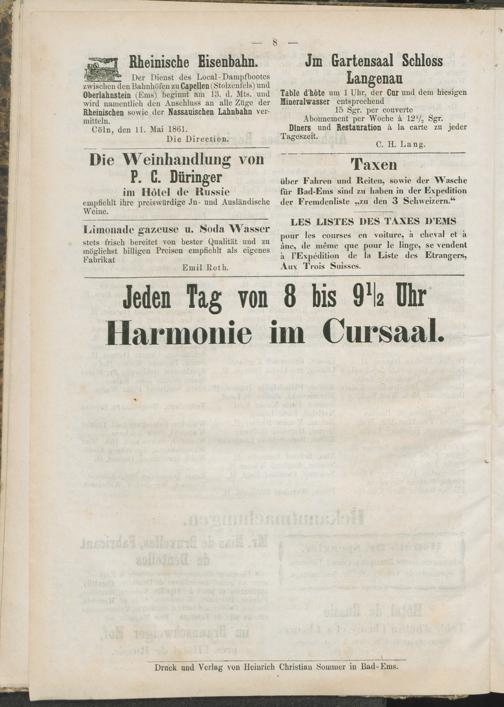 — 8 —
Rheinische Eisenbahn.
Der Dienst des Local-Dampfbootes
zwischen den Bahnhöfen zu Capellen (Stolzenfels) und
Oberlahnstein (Ems) beginnt am 13. d. Mts. und
wird namentlich den Anschluss an alle Züge der
Rheinischen sowie der Nassauischen Lahnbahn ver-
mitteln.
Cöln, den 11. Mai 1861.
Die Direction.
Die Weinhandlung von
P. C. Düringer
im Hôtel de Russie
empfiehlt ihre preiswürdige Jn- und Ausländische
Weine.
Limonade gazeuse u. Soda Wasser
stets frisch bereitet von bester Qualität und zu
möglichst billigen Preisen empfiehlt als eigenes
Fabrikat
Emil Roth.
Jm Gartensaal Schloss
Langenau
Table d'hôte um 1 Uhr, der Cur und dem hiesigen
Mineralwasser entsprechend
15 Sgr. per couverte
Abonnement per Woche à 12½ Sgr.
Diners und Restauration à la carte zu jeder
Tageszeit.
C. H. Lang.
Taxen
über Fahren und Reiten, sowie der Wasche
für Bad-Ems sind zu haben in der Expedition
der Fremdenliste „zu den 3 Schweizern.“
LES LISTES DES TAXES D'EMS
pour les courses en voiture, à cheval et à
âne, de même que pour le linge, se vendent
à l'Expédition de la Liste des Etrangers,
Aux Trois Suisses.
Jeden Tag von 8 bis 9½ Uhr
Harmonie im Cursaal.
Druck und Verlag von Heinrich Christian Sommer in Bad-Ems.